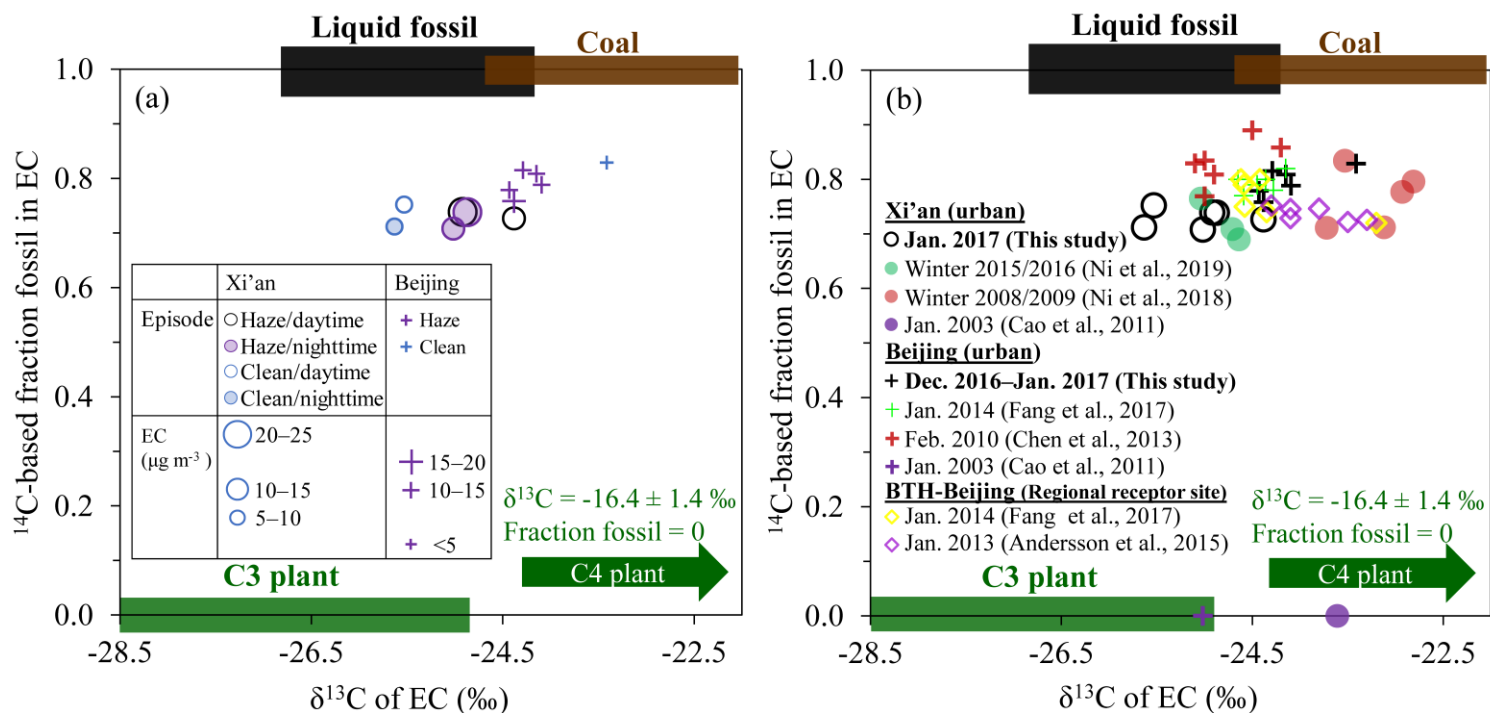 Liquid fossil
Coal
(a)
¹⁴C-based fraction fossil in EC
1.0
0.8
0.6
0.4
0.2
0.0
Xi’an Beijing
Episode
Haze/daytime
Haze/nighttime
Clean/daytime
Clean/nighttime
Haze
Clean
EC
(μg m⁻³ )
20–25
10–15
5–10
15–20
10–15
<5
δ¹³C = -16.4 ± 1.4 ‰
Fraction fossil = 0
C4 plant
C3 plant
-28.5 -26.5 -24.5 -22.5
δ¹³C of EC (‰)
Liquid fossil
Coal
(b)
¹⁴C-based fraction fossil in EC
1.0
0.8
0.6
0.4
0.2
0.0
Xi’an (urban)
Jan. 2017 (This study)
Winter 2015/2016 (Ni et al., 2019)
Winter 2008/2009 (Ni et al., 2018)
Jan. 2003 (Cao et al., 2011)
Beijing (urban)
Dec. 2016–Jan. 2017 (This study)
Jan. 2014 (Fang et al., 2017)
Feb. 2010 (Chen et al., 2013)
Jan. 2003 (Cao et al., 2011)
BTH-Beijing (Regional receptor site)
Jan. 2014 (Fang et al., 2017)
Jan. 2013 (Andersson et al., 2015)
δ¹³C = -16.4 ± 1.4 ‰
Fraction fossil = 0
C4 plant
C3 plant
-28.5 -26.5 -24.5 -22.5
δ¹³C of EC (‰)